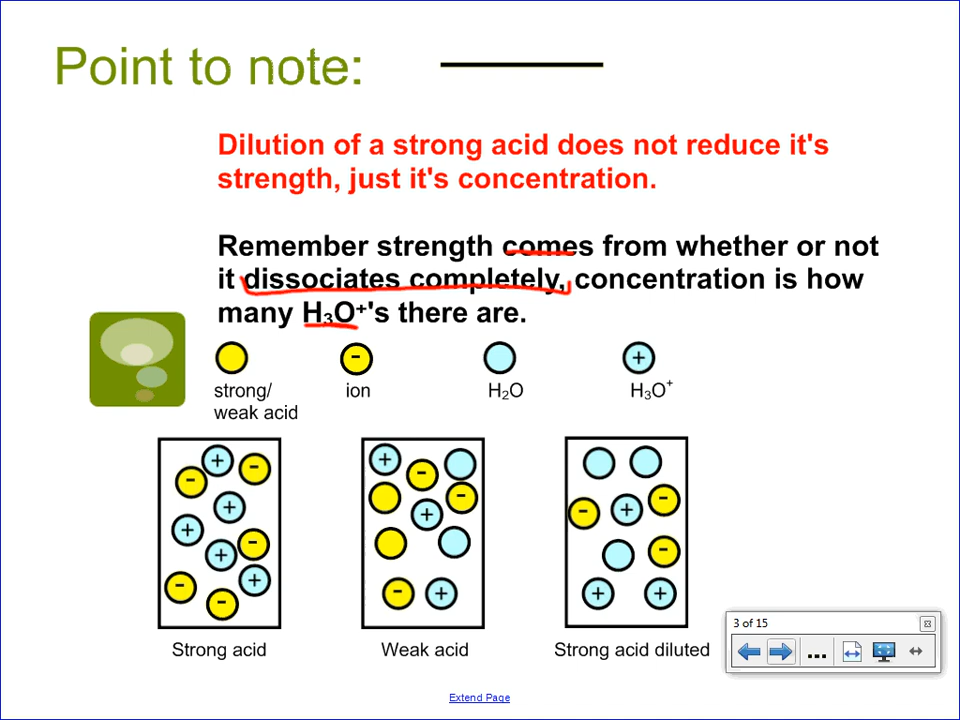 Point to note:
Dilution of a strong acid does not reduce it's
strength, just it's concentration.
Remember strength comes from whether or not
it dissociates completely, concentration is how
many H₃O⁺'s there are.
- +
strong/
weak acid
ion
H₂O
H₃O⁺
+ - -
+
+ - +
- + -
+ -
+ - -
+
- +
- + -
-
+ +
Strong acid
Weak acid
Strong acid diluted
3 of 15
...
Extend Page